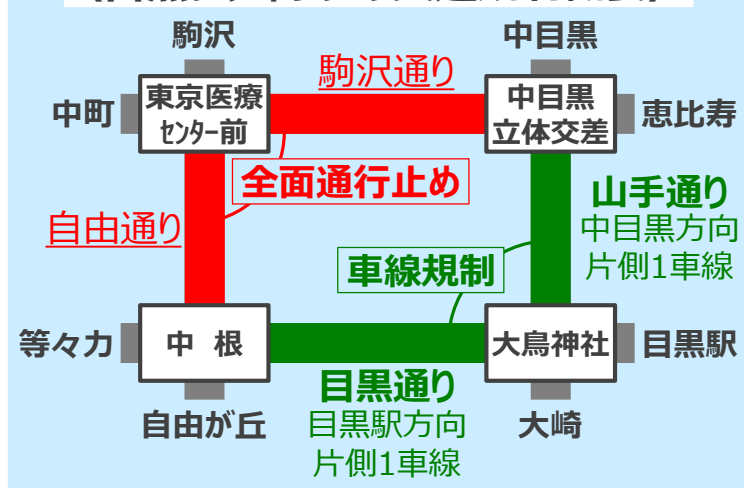 駒沢
中目黒
駒沢通り
中町
東京医療
センター前
中目黒
立体交差
恵比寿
全面通行止め
山手通り
中目黒方向
片側1車線
自由通り
車線規制
等々力
中 根
大鳥神社
目黒駅
目黒通り
目黒駅方向
片側1車線
自由が丘
大崎